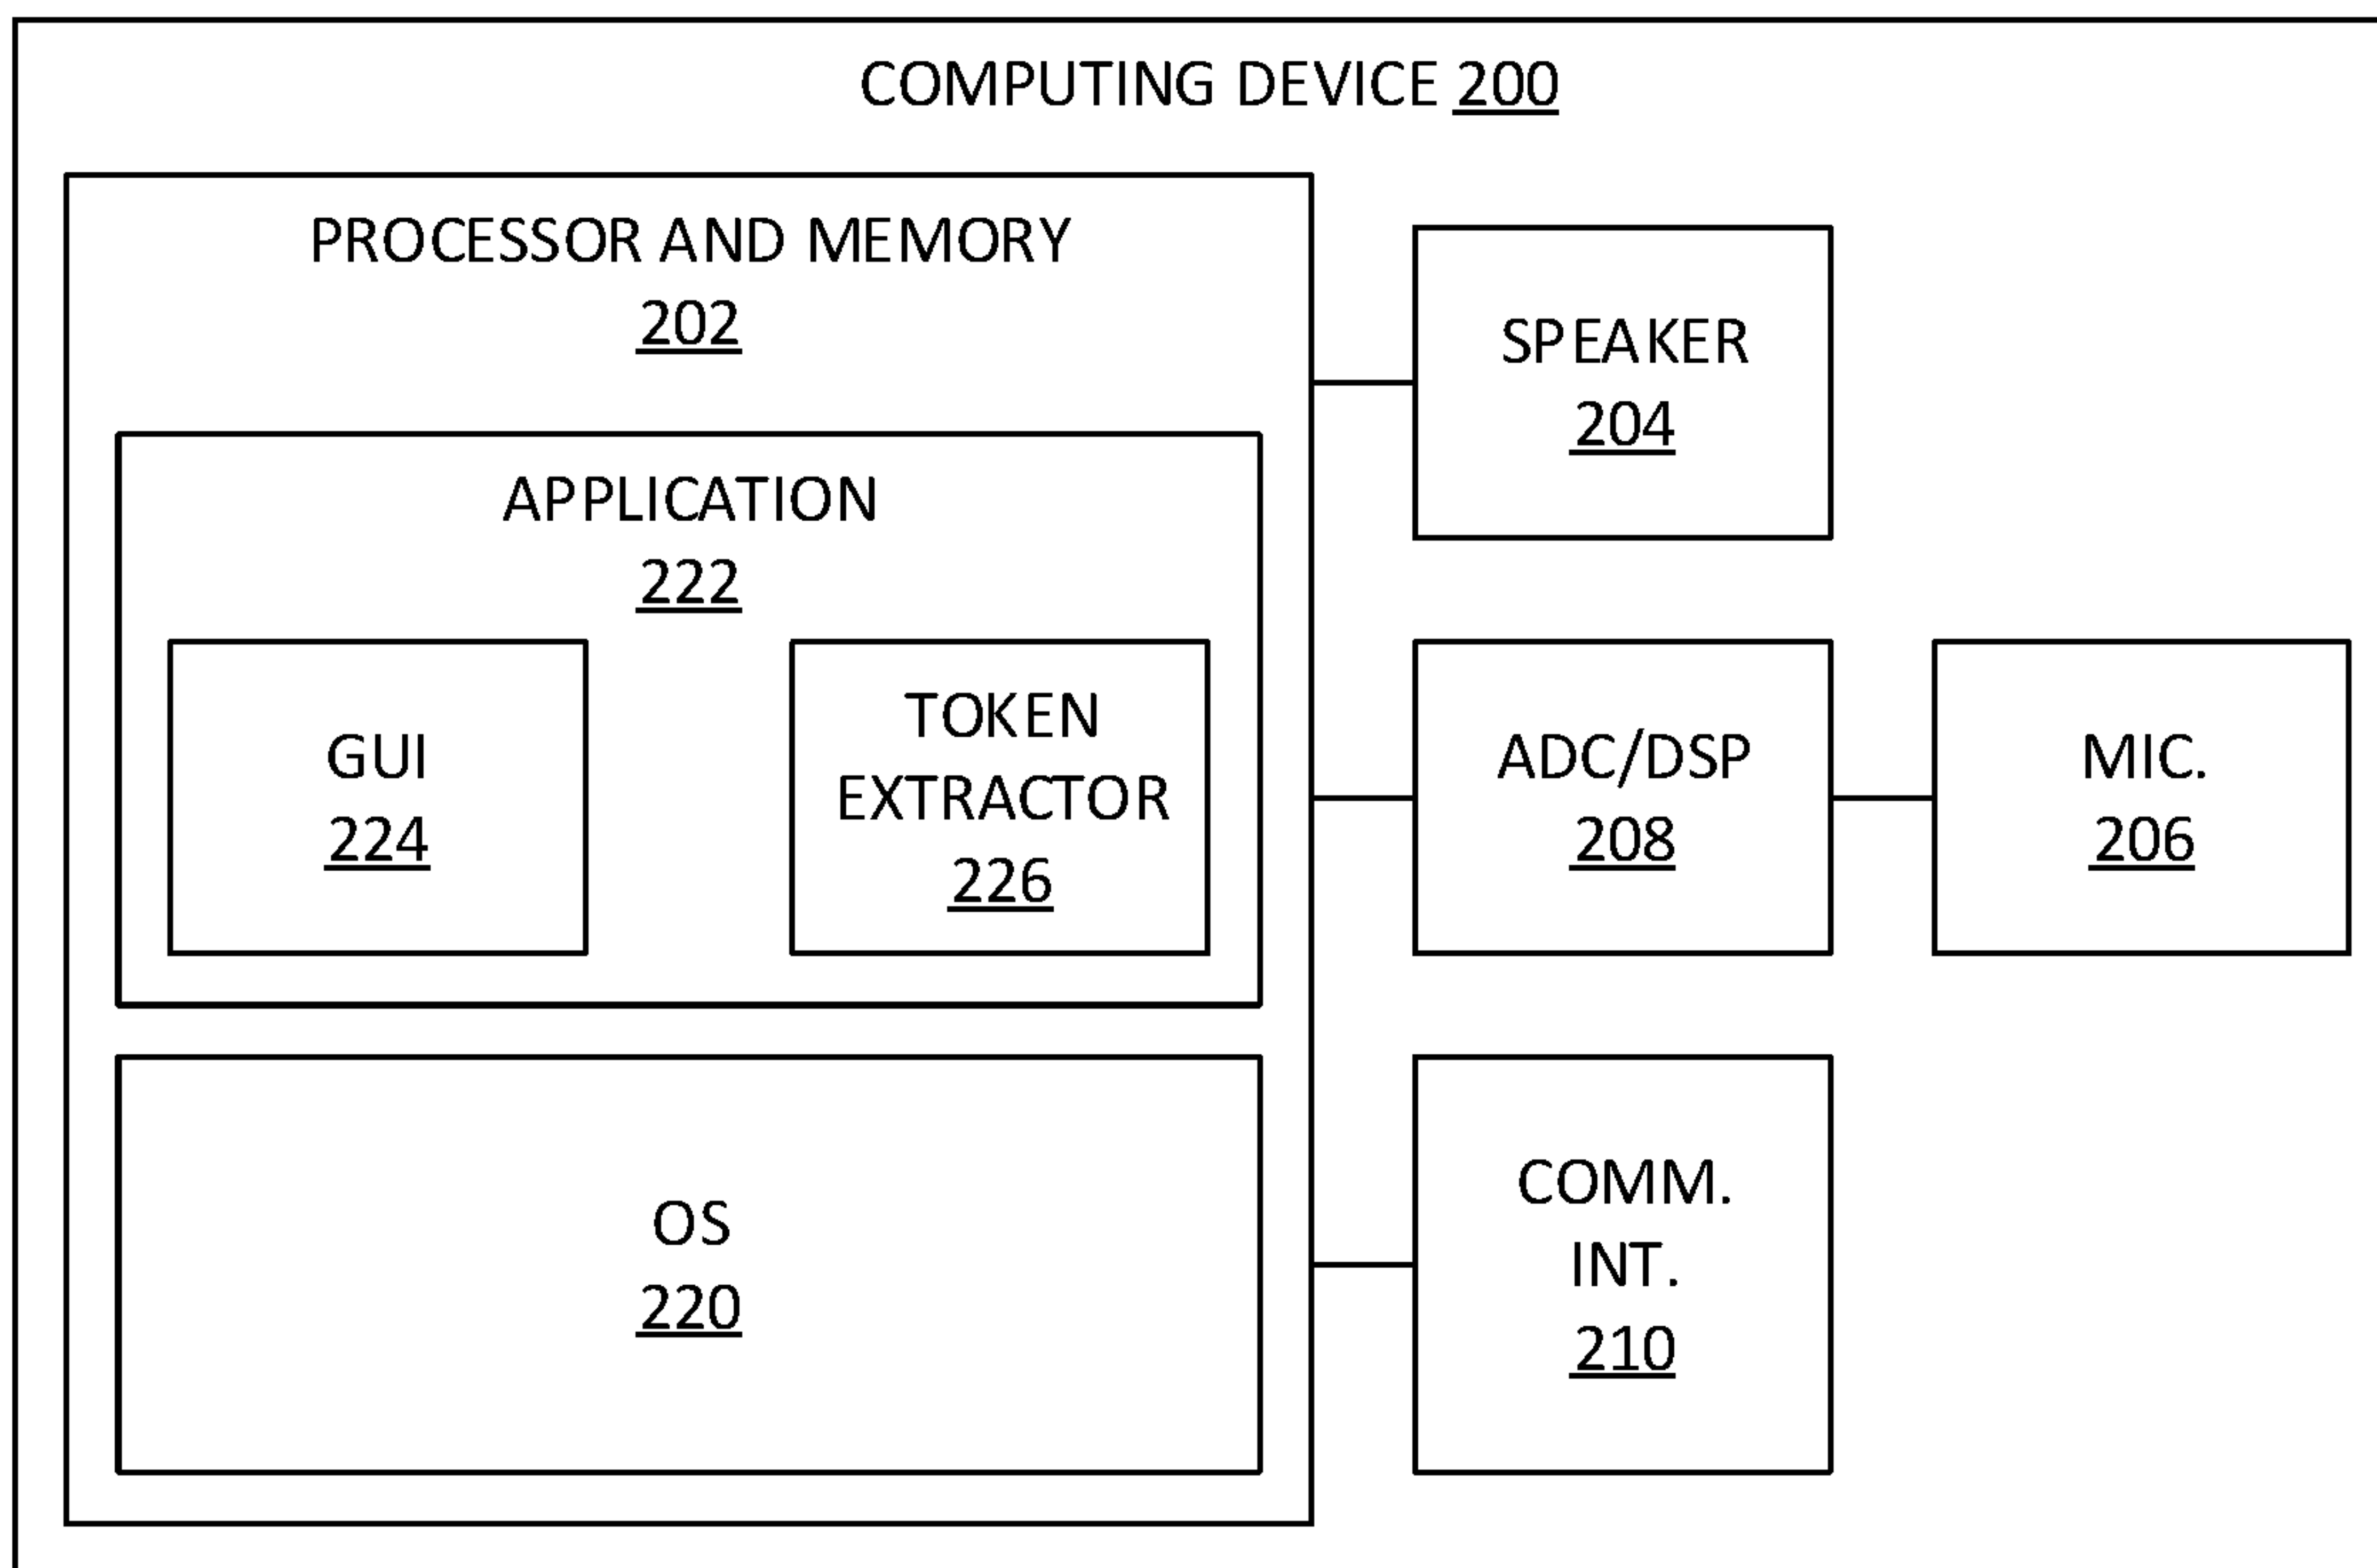 COMPUTING DEVICE 200
PROCESSOR AND MEMORY
202
APPLICATION
222
GUI
224
TOKEN
EXTRACTOR
226
OS
220
SPEAKER
204
ADC/DSP
208
MIC.
206
COMM.
INT.
210